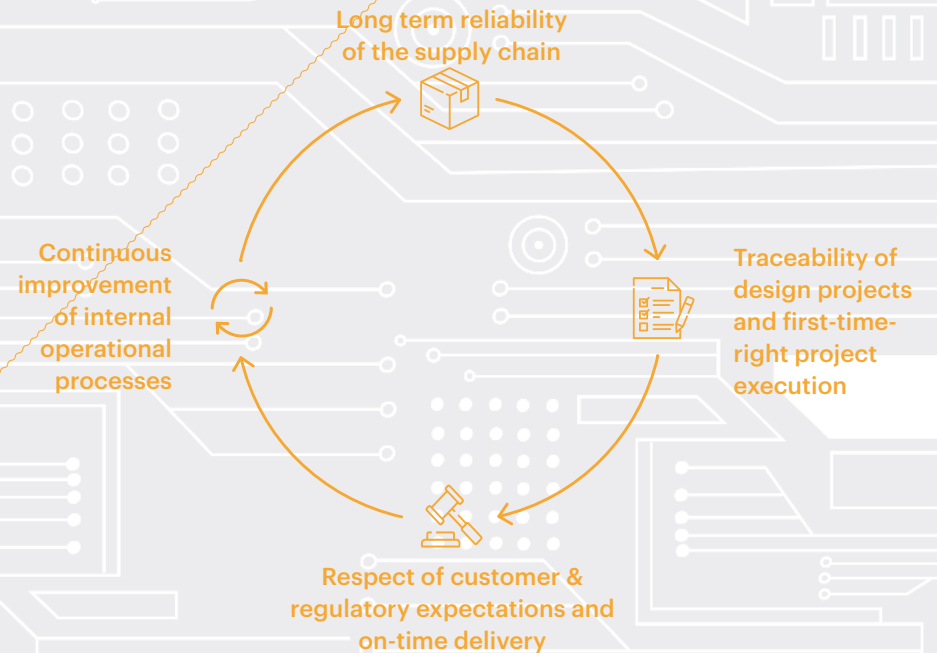 Long term reliability
of the supply chain
Traceability of
design projects
and first-time-
right project
execution
Respect of customer &
regulatory expectations and
on-time delivery
Continuous
improvement
of internal
operational
processes